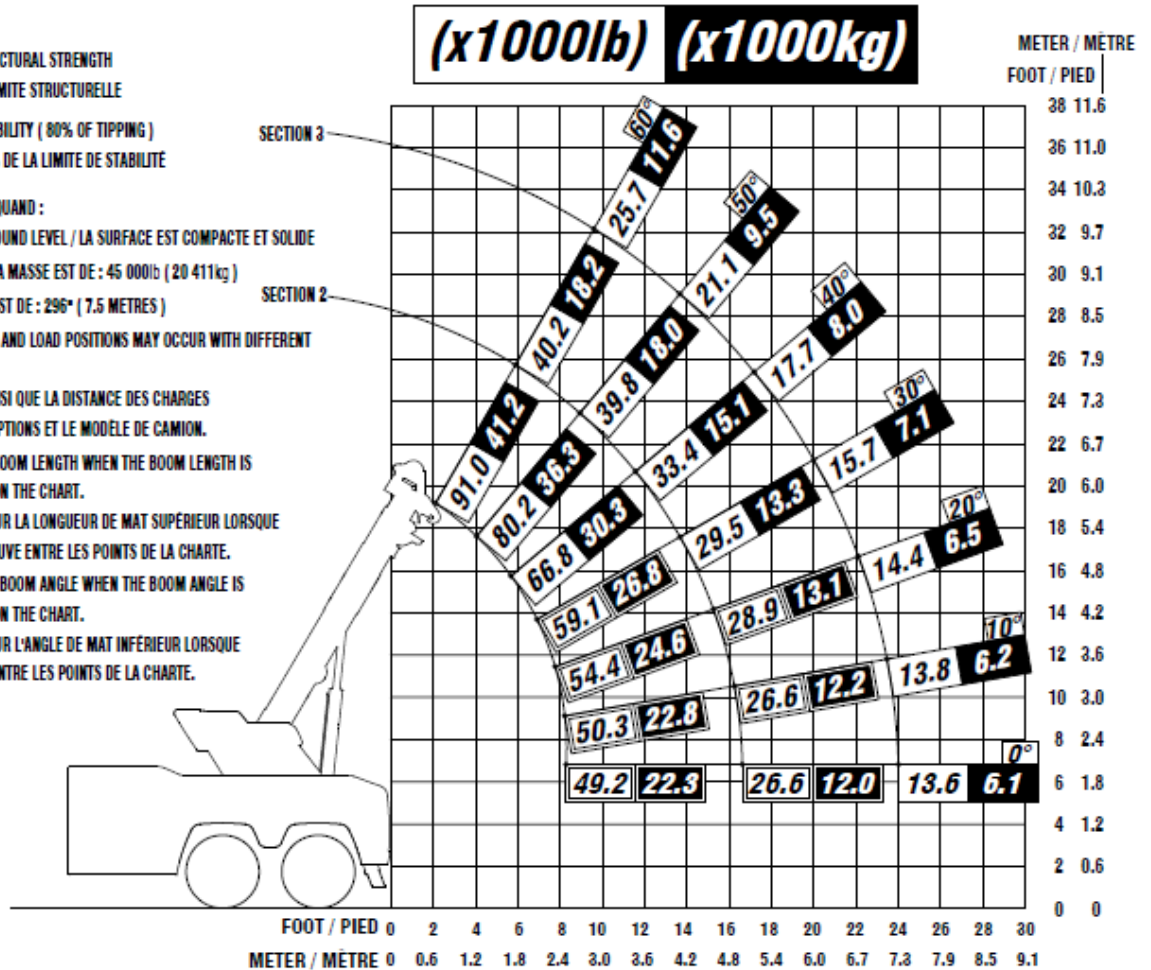 (x1000lb) (x1000kg)
METER / MÈTRE
FOOT / PIED
CTURAL STRENGTH
MITE STRUCTURELLE
BILITY ( 80% OF TIPPING )
DE LA LIMITE DE STABILITÉ
QUAND :
OUND LEVEL / LA SURFACE EST COMPACTE ET SOLIDE
A MASSE EST DE : 45 000lb ( 20 411kg )
ST DE : 296" ( 7.5 METRES )
AND LOAD POSITIONS MAY OCCUR WITH DIFFERENT
SI QUE LA DISTANCE DES CHARGES
PTIONS ET LE MODÈLE DE CAMION.
OOM LENGTH WHEN THE BOOM LENGTH IS
N THE CHART.
UR LA LONGUEUR DE MAT SUPÉRIEUR LORSQUE
UVE ENTRE LES POINTS DE LA CHARTE.
BOOM ANGLE WHEN THE BOOM ANGLE IS
N THE CHART.
UR L'ANGLE DE MAT INFÉRIEUR LORSQUE
NTRE LES POINTS DE LA CHARTE.
SECTION 3
SECTION 2
60°
91.0 41.2
40.2 18.2
25.7 11.6
50°
80.2 36.3
39.8 18.0
21.1 9.5
40°
66.8 30.3
33.4 15.1
17.7 8.0
30°
59.1 26.8
29.5 13.3
15.7 7.1
20°
54.4 24.6
28.9 13.1
14.4 6.5
10°
50.3 22.8
26.6 12.2
13.8 6.2
0°
49.2 22.3
26.6 12.0
13.6 6.1
38 11.6
36 11.0
34 10.3
32 9.7
30 9.1
28 8.5
26 7.9
24 7.3
22 6.7
20 6.0
18 5.4
16 4.8
14 4.2
12 3.6
10 3.0
8 2.4
6 1.8
4 1.2
2 0.6
0 0
FOOT / PIED 0 2 4 6 8 10 12 14 16 18 20 22 24 26 28 30
METER / MÈTRE 0 0.6 1.2 1.8 2.4 3.0 3.6 4.2 4.8 5.4 6.0 6.7 7.3 7.9 8.5 9.1